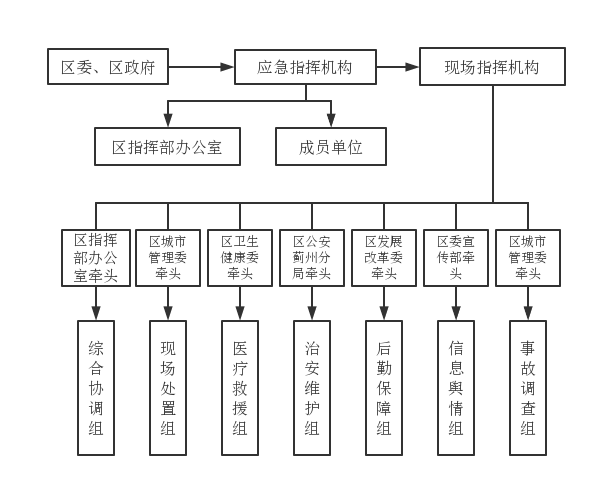 区委、区政府
应急指挥机构
现场指挥机构
区指挥部办公室
成员单位
区指挥
部办公
室牵头
区城市
管理委
牵头
区卫生
健康委
牵头
区公安
蓟州分
局牵头
区发展
改革委
牵头
区委宣
传部牵
头
区城市
管理委
牵头
综合协调组
现场处置组
医疗救援组
治安维护组
后勤保障组
信息舆情组
事故调查组